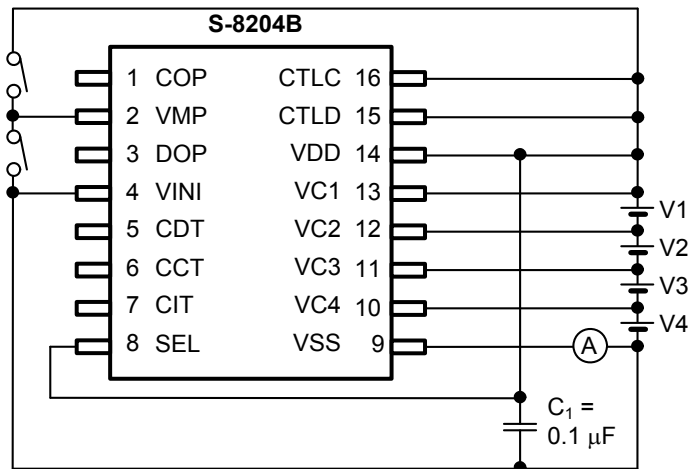 S-8204B
1 COP CTLC 16
2 VMP CTLD 15
3 DOP VDD 14
4 VINI VC1 13
V1
5 CDT VC2 12
V2
6 CCT VC3 11
V3
7 CIT VC4 10
V4
8 SEL VSS 9
A
C1 =
0.1 μF